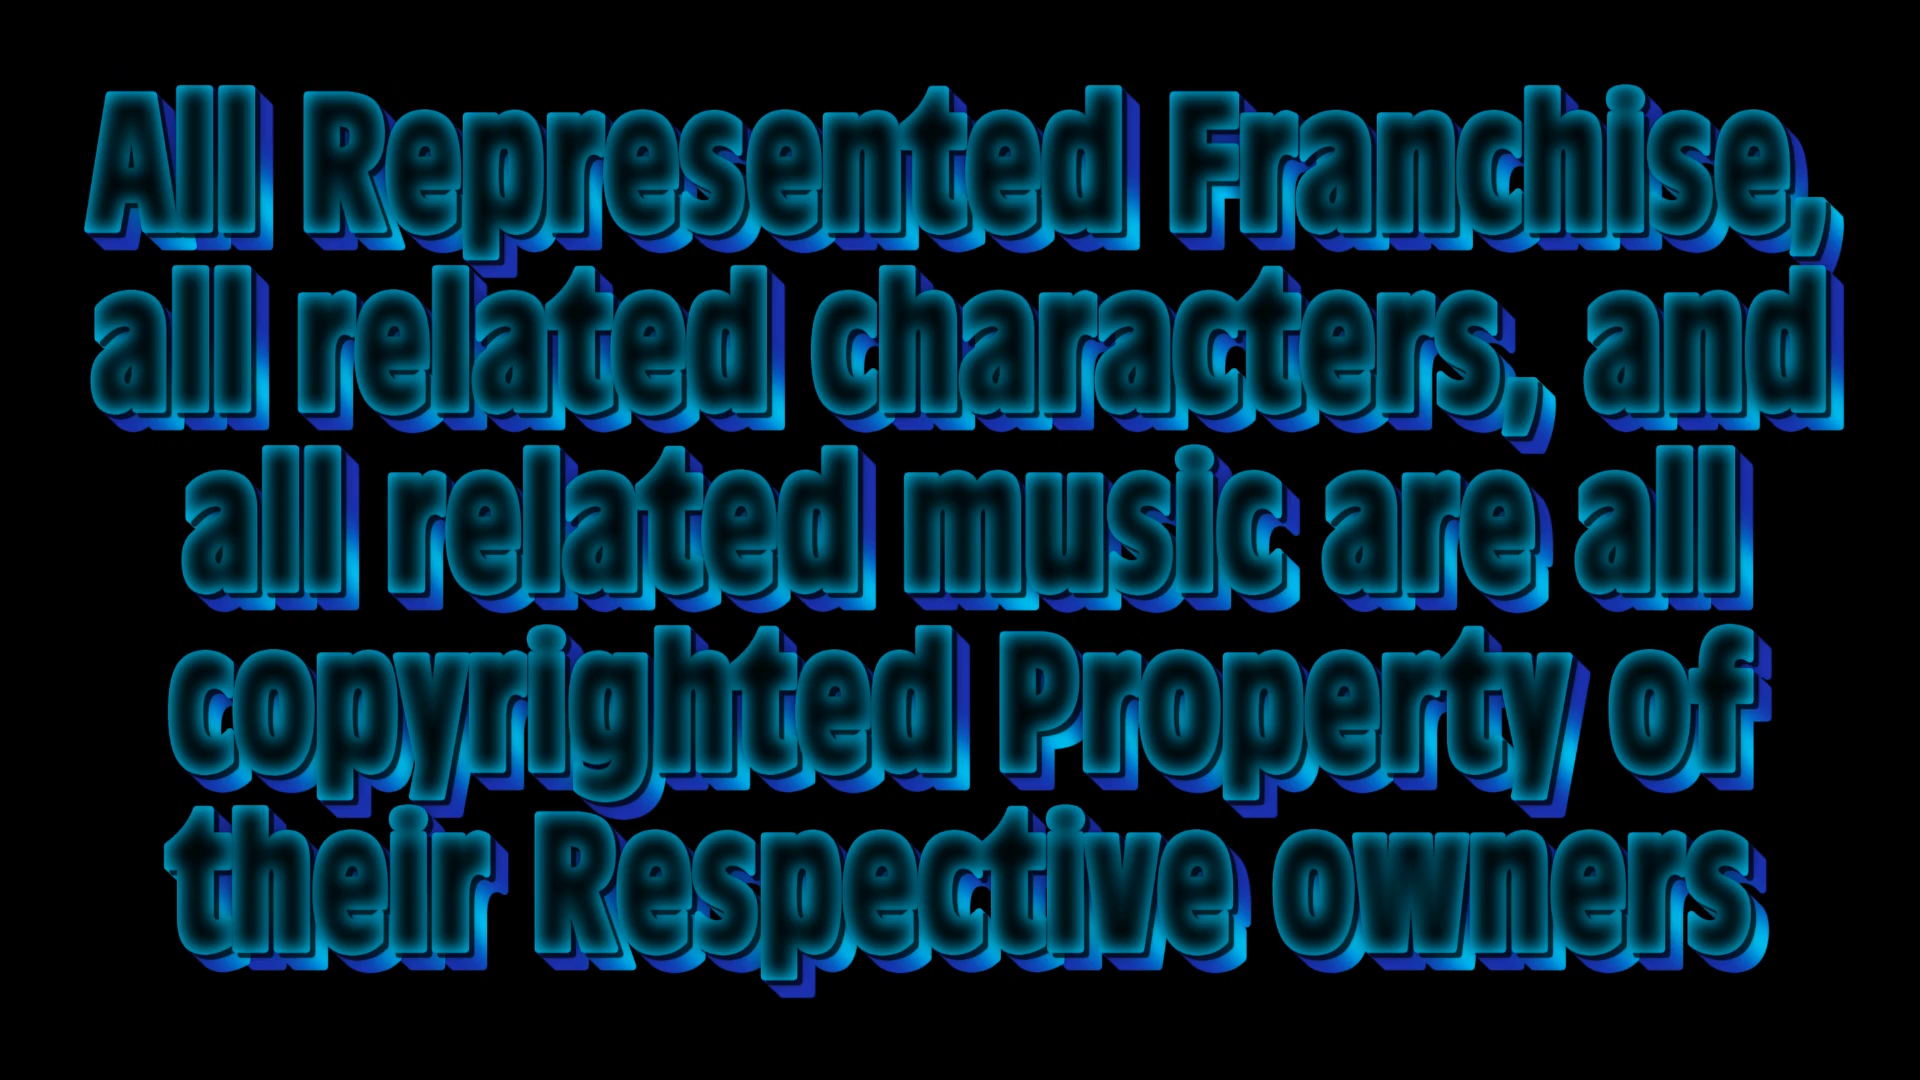 All Represented Franchise,
all related characters, and
all related music are all
copyrighted Property of
their Respective owners